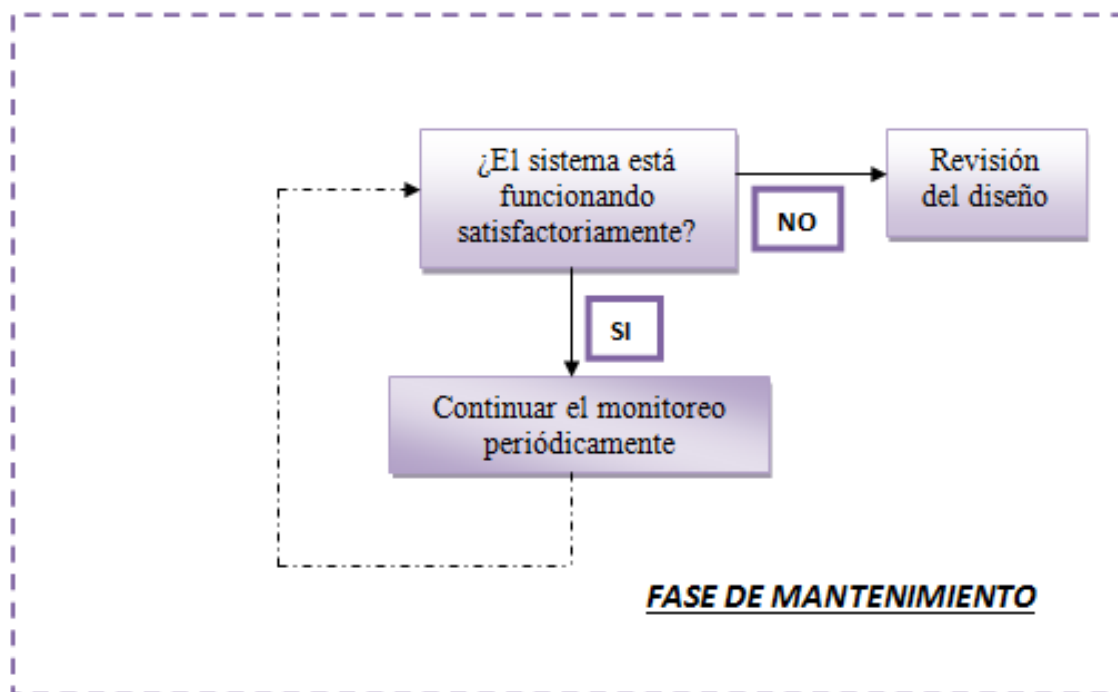 ¿El sistema está
funcionando
satisfactoriamente?
NO
Revisión
del diseño
SI
Continuar el monitoreo
periódicamente
FASE DE MANTENIMIENTO